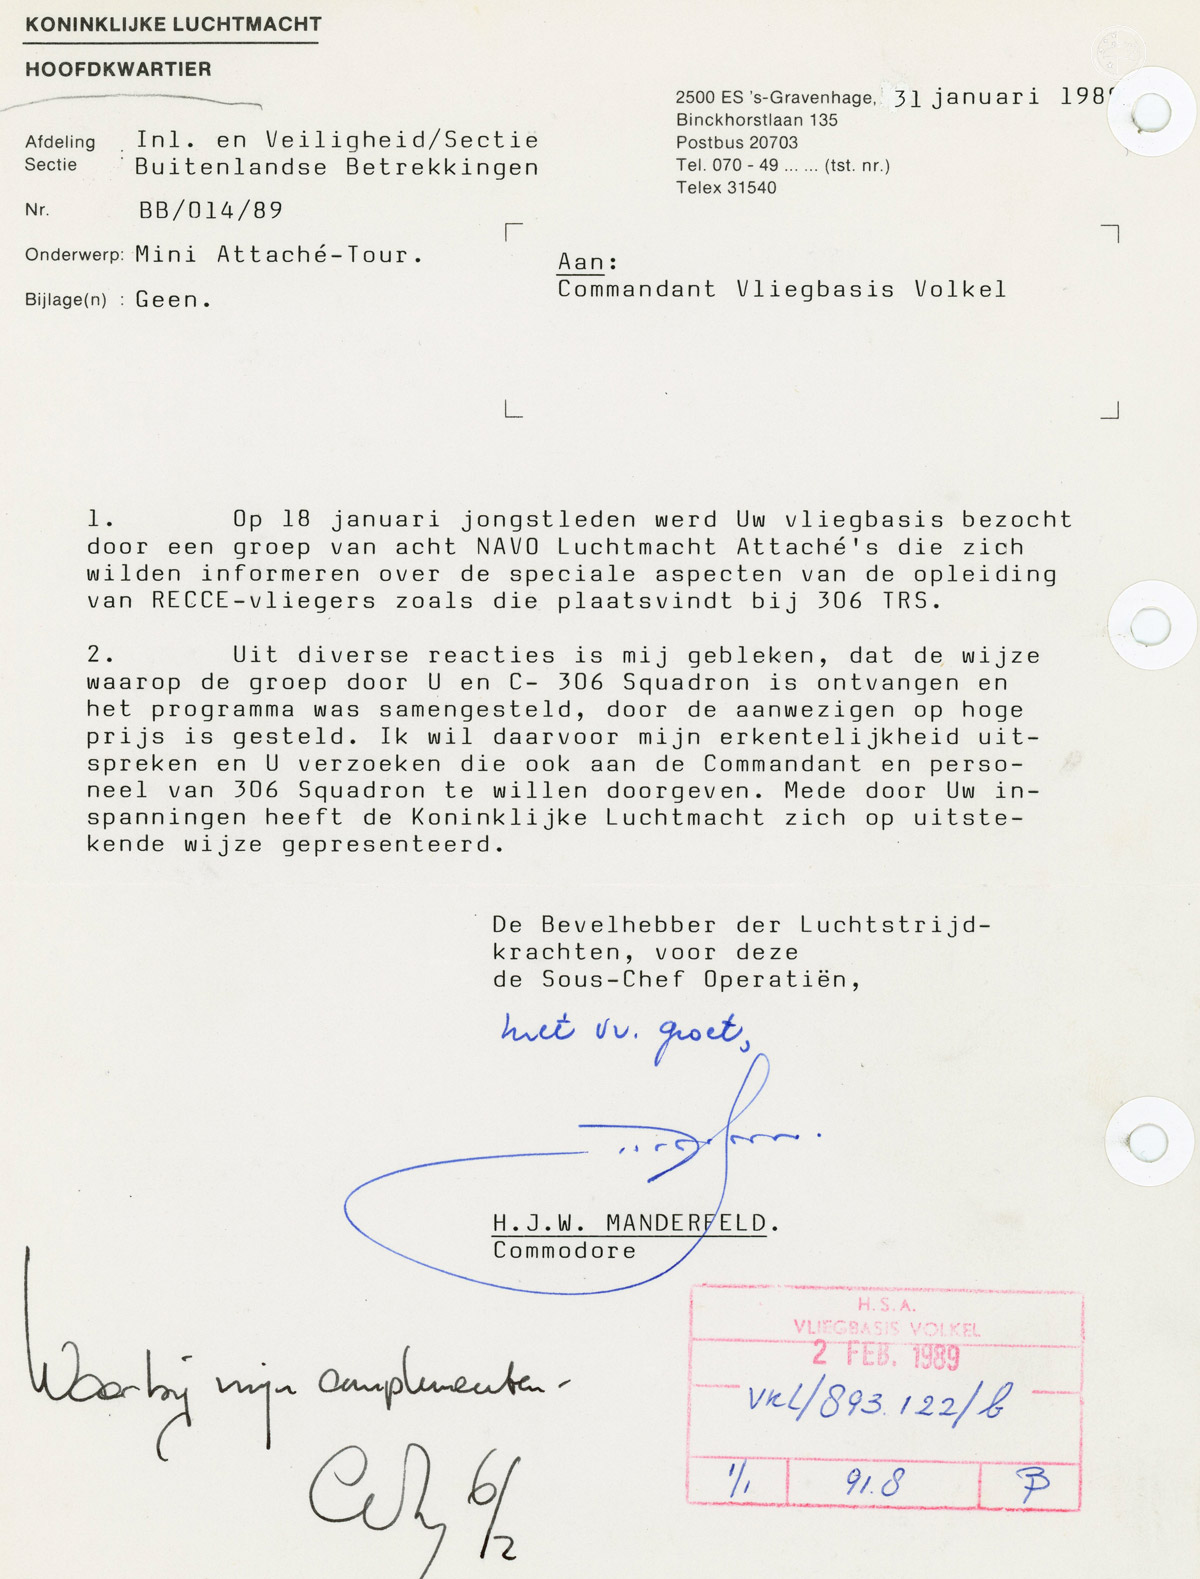 KONINKLIJKE LUCHTMACHT
HOOFDKWARTIER
2500 ES 's-Gravenhage, 31 januari 198
Binckhorstlaan 135
Postbus 20703
Tel. 070 - 49 ... ... (tst. nr.)
Telex 31540
Afdeling : Inl. en Veiligheid/Sectie
Sectie Buitenlandse Betrekkingen
Nr. BB/014/89
Onderwerp: Mini Attaché-Tour.
Bijlage(n) : Geen.
Aan:
Commandant Vliegbasis Volkel
1. Op 18 januari jongstleden werd Uw vliegbasis bezocht
door een groep van acht NAVO Luchtmacht Attaché's die zich
wilden informeren over de speciale aspecten van de opleiding
van RECCE-vliegers zoals die plaatsvindt bij 306 TRS.
2. Uit diverse reacties is mij gebleken, dat de wijze
waarop de groep door U en C- 306 Squadron is ontvangen en
het programma was samengesteld, door de aanwezigen op hoge
prijs is gesteld. Ik wil daarvoor mijn erkentelijkheid uit-
spreken en U verzoeken die ook aan de Commandant en perso-
neel van 306 Squadron te willen doorgeven. Mede door Uw in-
spanningen heeft de Koninklijke Luchtmacht zich op uitste-
kende wijze gepresenteerd.
De Bevelhebber der Luchtstrijd-
krachten, voor deze
de Sous-Chef Operatiën,
met vr. groet,
H.J.W. MANDERFELD.
Commodore
H.S.A.
VLIEGBASIS VOLKEL
2 FEB. 1989
VKL/893.122/b
1/1 91.8
Waarbij mijn complimenten -
6/2